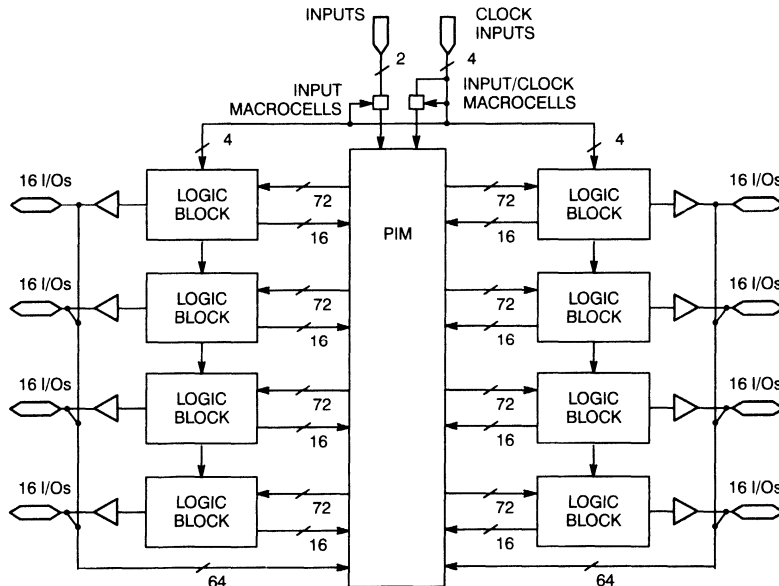 INPUTS
CLOCK
INPUTS
2
4
INPUT
MACROCELLS
INPUT/CLOCK
MACROCELLS
4
4
16 I/Os
LOGIC
BLOCK
72
16
PIM
72
16
LOGIC
BLOCK
16 I/Os
16 I/Os
LOGIC
BLOCK
72
16
72
16
LOGIC
BLOCK
16 I/Os
16 I/Os
LOGIC
BLOCK
72
16
72
16
LOGIC
BLOCK
16 I/Os
16 I/Os
LOGIC
BLOCK
72
16
72
16
LOGIC
BLOCK
16 I/Os
64
64